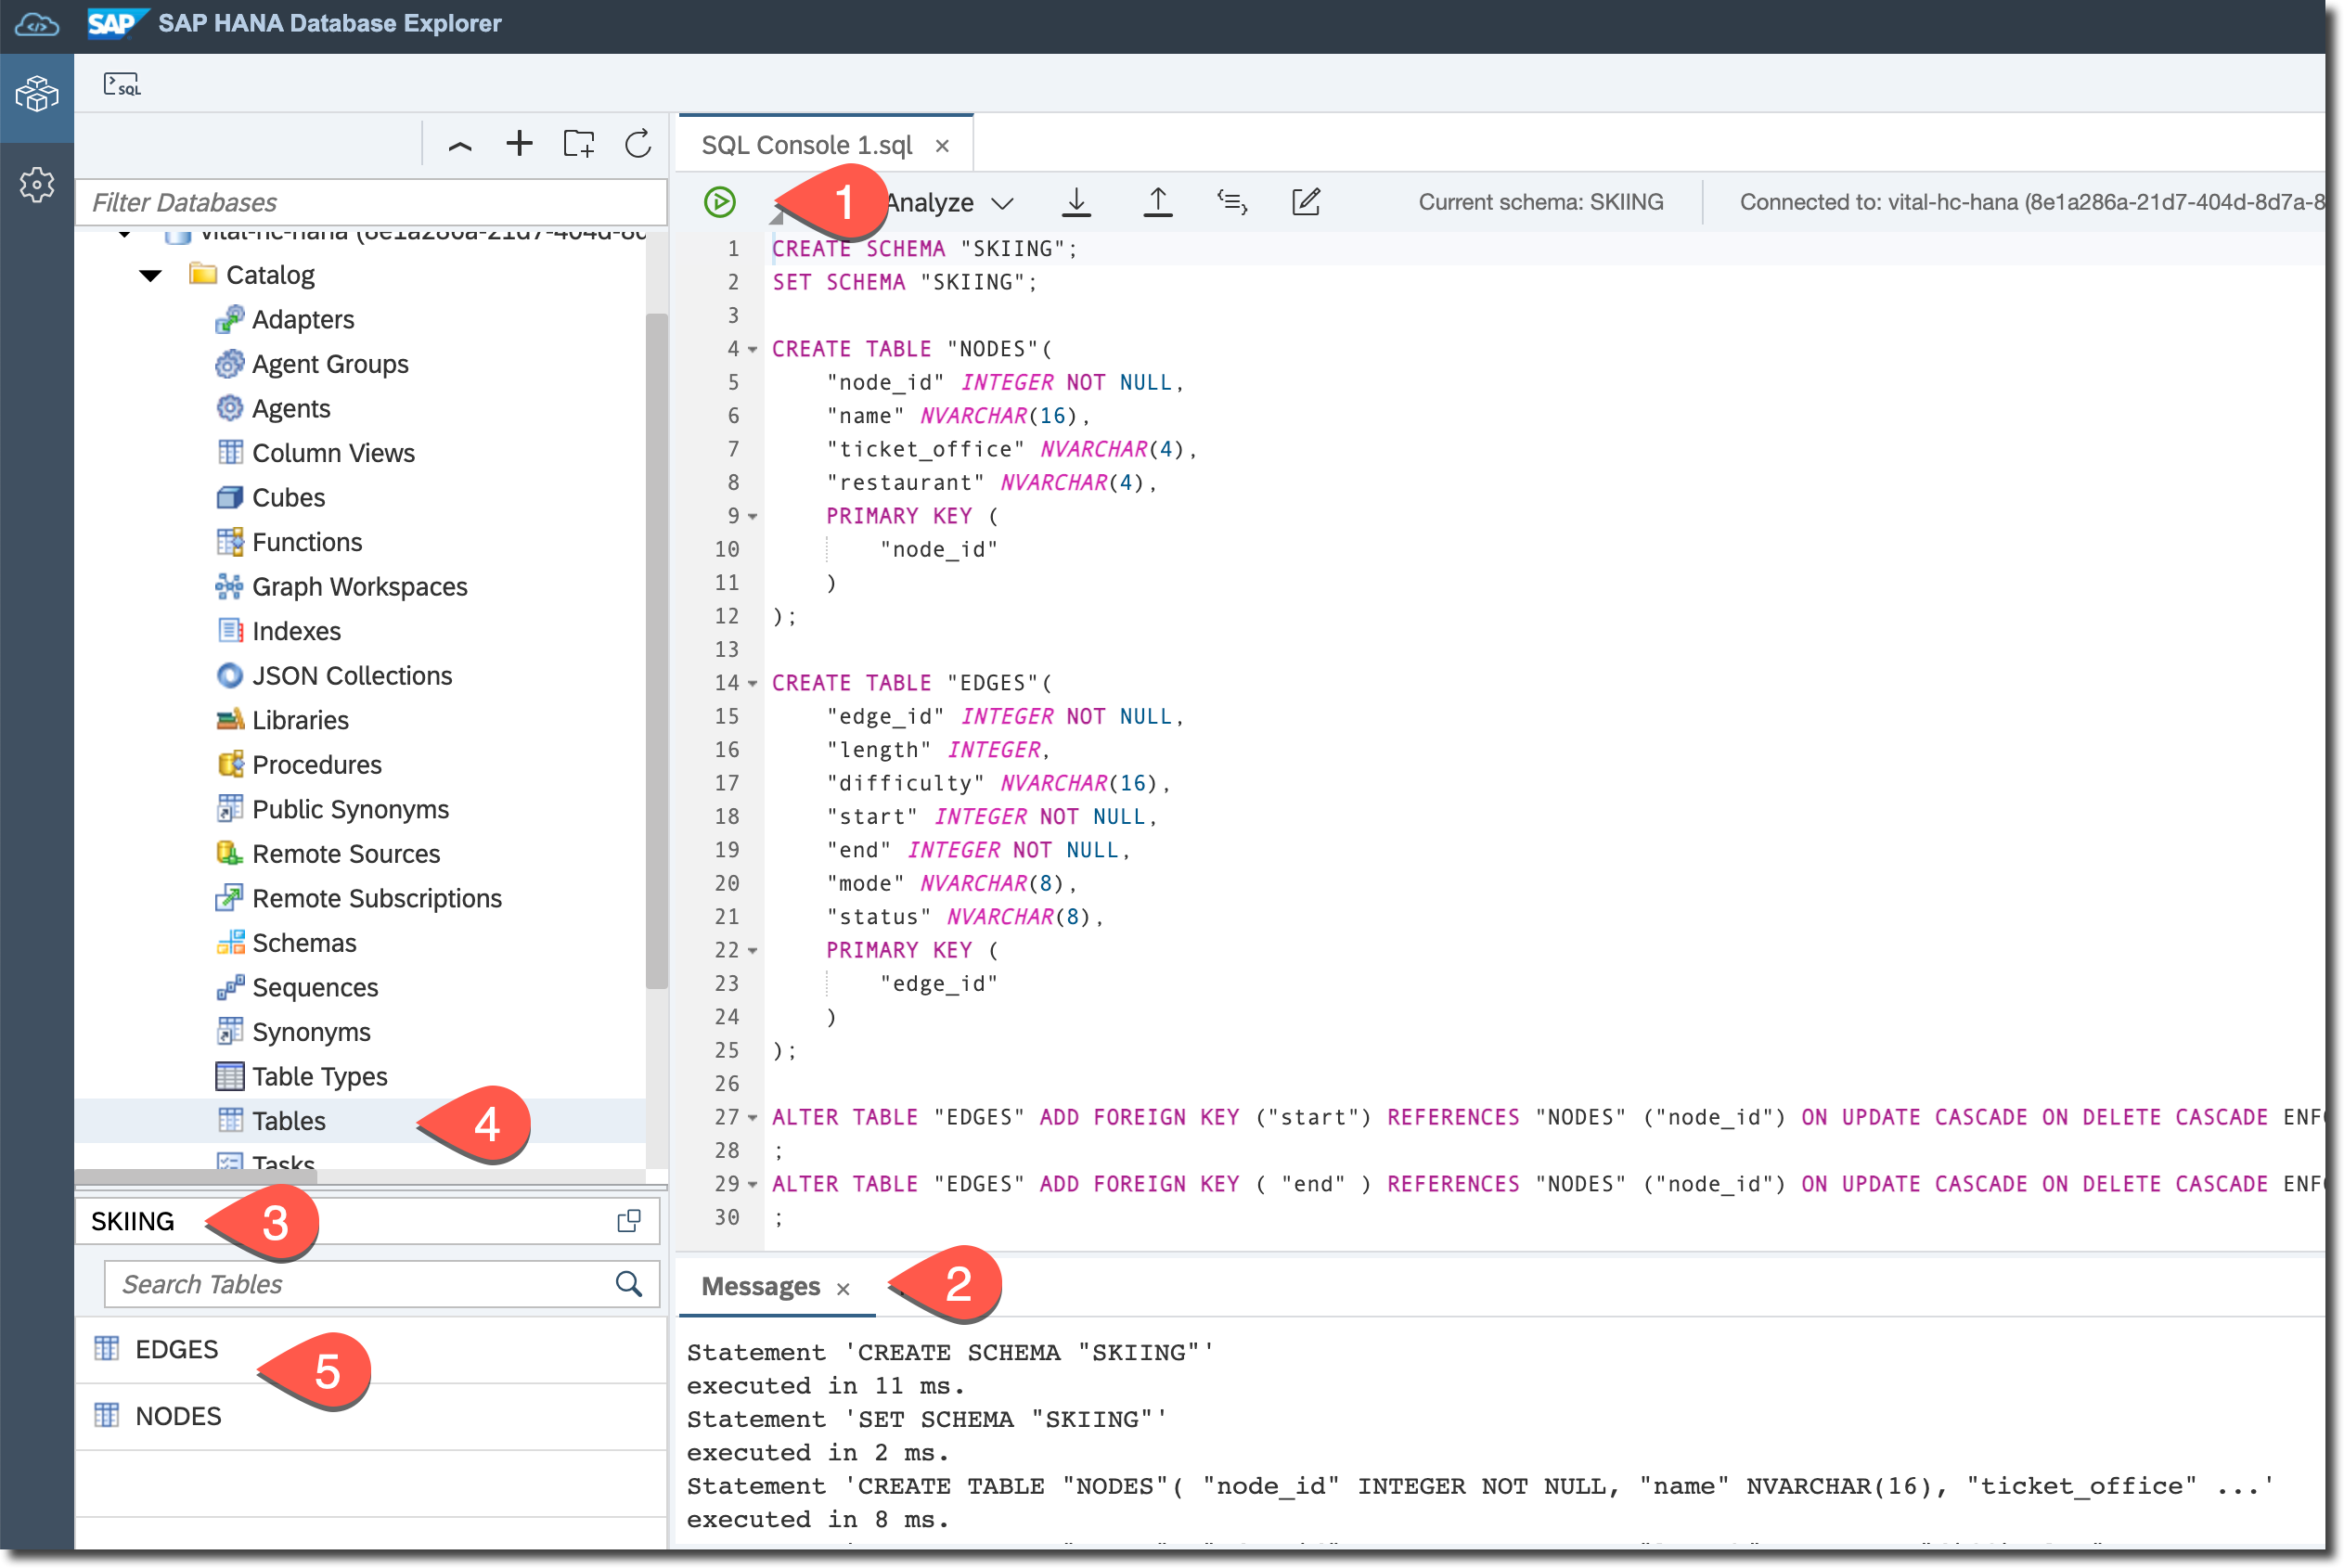 SAP SAP HANA Database Explorer
SQL
Filter Databases
vital-hc-hana (8e1a286a-21d7-404d-8d
Catalog
Adapters
Agent Groups
Agents
Column Views
Cubes
Functions
Graph Workspaces
Indexes
JSON Collections
Libraries
Procedures
Public Synonyms
Remote Sources
Remote Subscriptions
Schemas
Sequences
Synonyms
Table Types
Tables 4
Tasks
SKIING 3
Search Tables
EDGES
5
NODES
SQL Console 1.sql ×
1 Analyze Current schema: SKIING Connected to: vital-hc-hana (8e1a286a-21d7-404d-8d7a-8
1 CREATE SCHEMA "SKIING";
2 SET SCHEMA "SKIING";
3
4 CREATE TABLE "NODES"(
5 "node_id" INTEGER NOT NULL,
6 "name" NVARCHAR(16),
7 "ticket_office" NVARCHAR(4),
8 "restaurant" NVARCHAR(4),
9 PRIMARY KEY (
10 "node_id"
11 )
12 );
13
14 CREATE TABLE "EDGES"(
15 "edge_id" INTEGER NOT NULL,
16 "length" INTEGER,
17 "difficulty" NVARCHAR(16),
18 "start" INTEGER NOT NULL,
19 "end" INTEGER NOT NULL,
20 "mode" NVARCHAR(8),
21 "status" NVARCHAR(8),
22 PRIMARY KEY (
23 "edge_id"
24 )
25 );
26
27 ALTER TABLE "EDGES" ADD FOREIGN KEY ("start") REFERENCES "NODES" ("node_id") ON UPDATE CASCADE ON DELETE CASCADE ENF
28 ;
29 ALTER TABLE "EDGES" ADD FOREIGN KEY ( "end" ) REFERENCES "NODES" ("node_id") ON UPDATE CASCADE ON DELETE CASCADE ENF
30 ;
Messages × 2
Statement 'CREATE SCHEMA "SKIING"'
executed in 11 ms.
Statement 'SET SCHEMA "SKIING"'
executed in 2 ms.
Statement 'CREATE TABLE "NODES"( "node_id" INTEGER NOT NULL, "name" NVARCHAR(16), "ticket_office" ...'
executed in 8 ms.